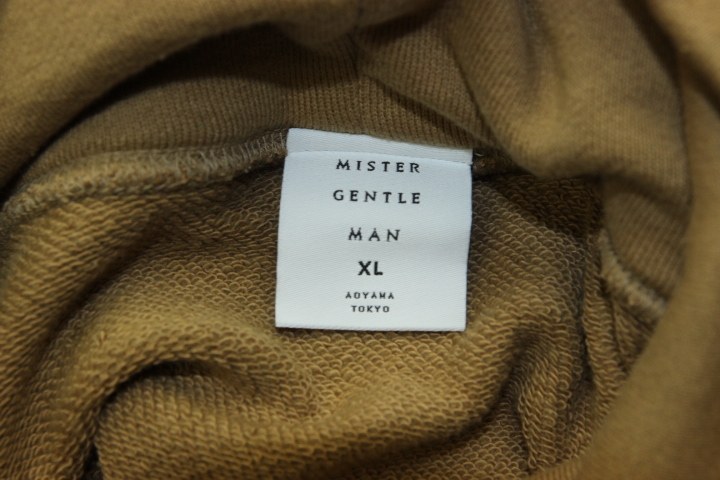 MISTER
GENTLE
MAN
XL
AOYAMA
TOKYO